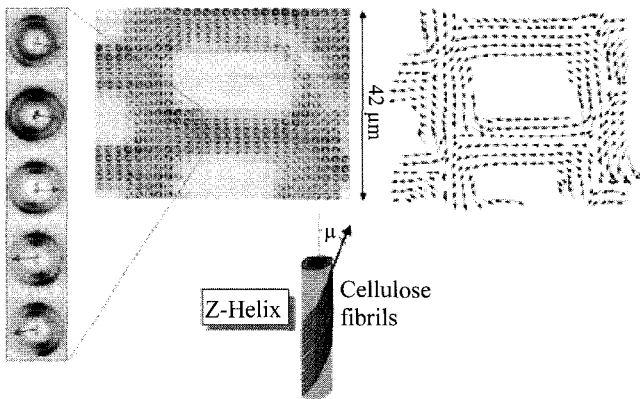 42 μm
μ
Z-Helix
Cellulose
fibrils